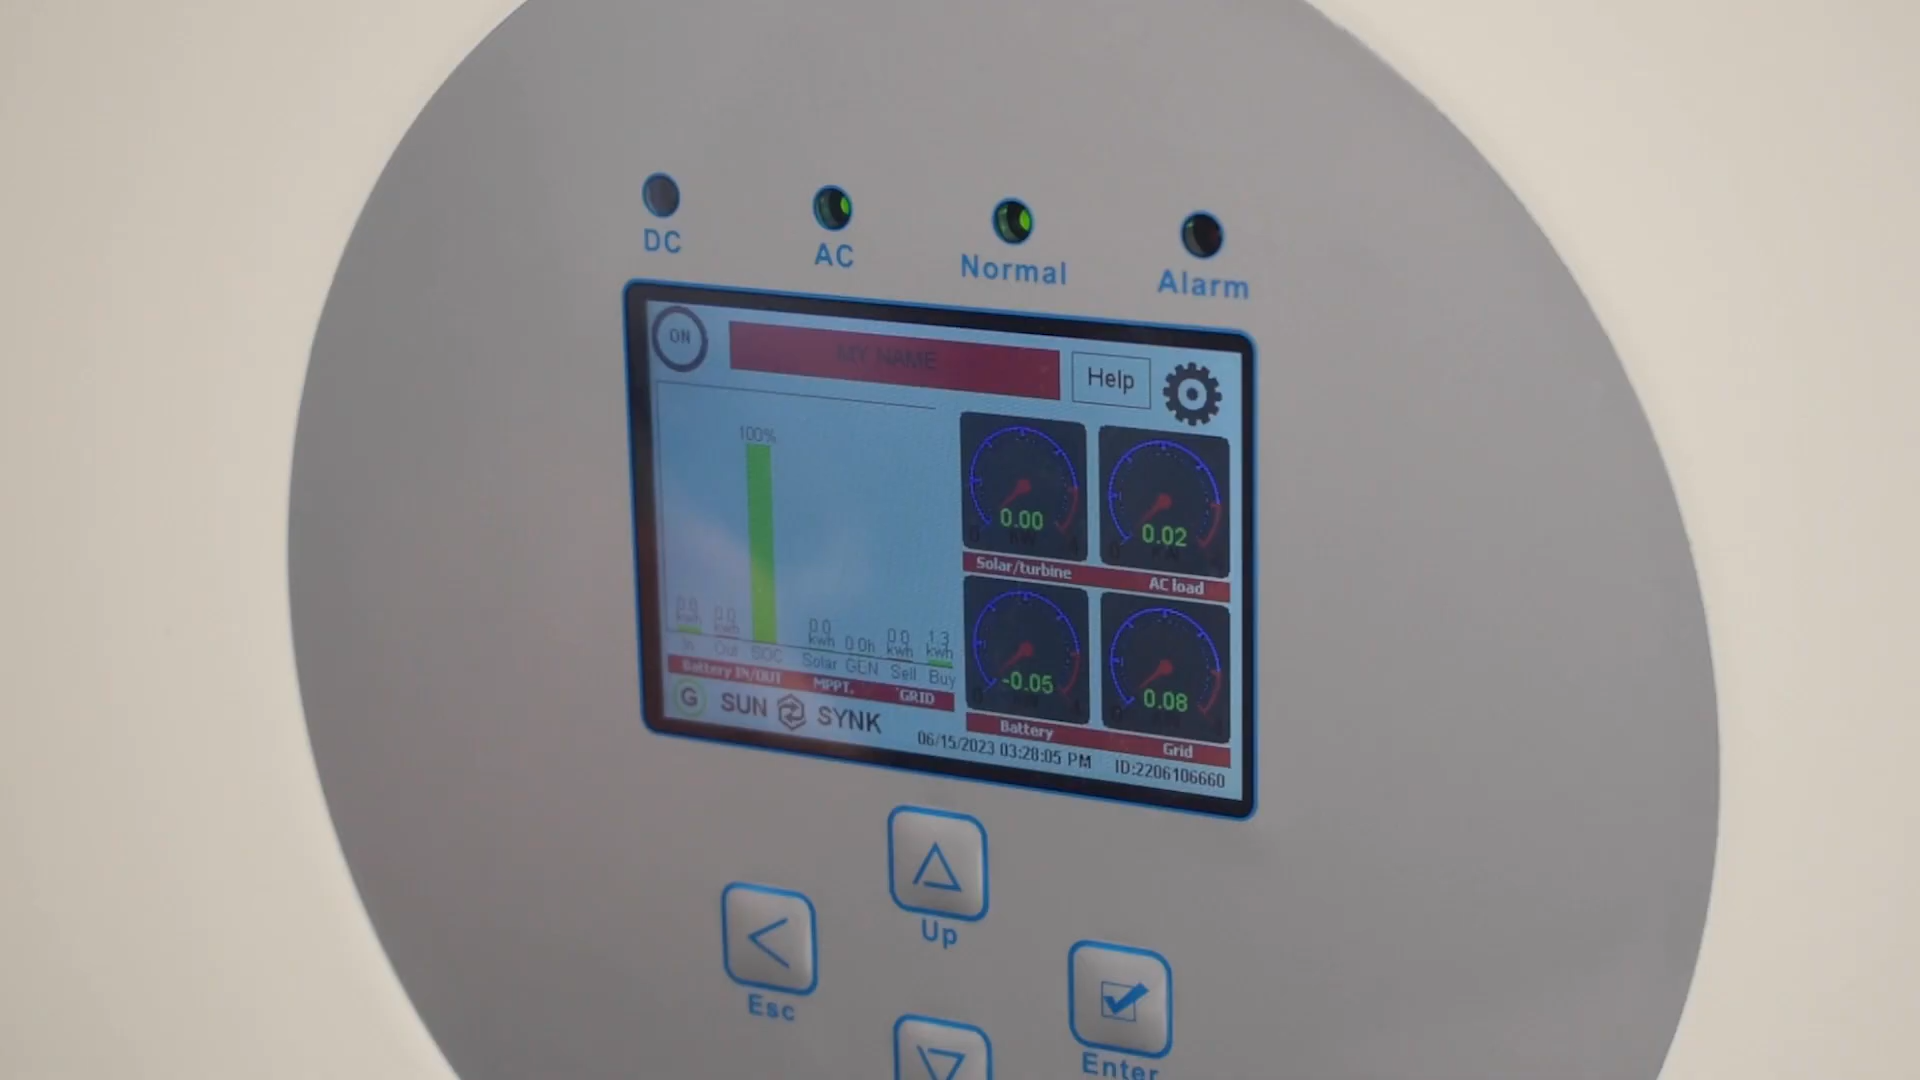 DC
AC
Normal
Alarm
ON
MY NAME
Help
100%
0.00
0.02
Solar/turbine
AC load
0.0 0.0 0.0 0.0h 0.0 1.3
kwh kwh kwh kwh kwh
In Out SOC Solar GEN Sell Buy
Battery IN/OUT MPPT. GRID
-0.05
0.08
Battery
Grid
G SUN SYNK
06/15/2023 03:28:05 PM ID:2206106660
Up
Esc
Enter